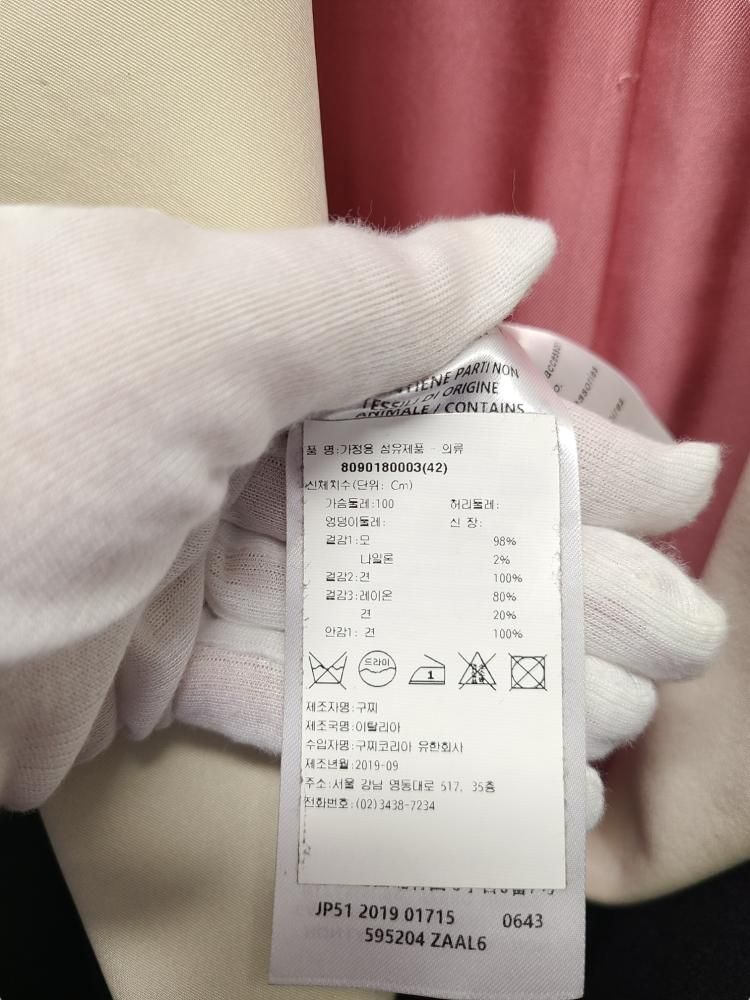 TIENE PARTI NON
TESSILI DI ORIGINE
ANIMALE / CONTAINS
품 명:가정용 섬유제품 - 의류
8090180003(42)
신체치수(단위: Cm)
가슴둘레:100 허리둘레:
엉덩이둘레: 신 장:
겉감1:모 98%
나일론 2%
겉감2:견 100%
겉감3:레이온 80%
견 20%
안감1: 견 100%
드라이
1
제조자명:구찌
제조국명:이탈리아
수입자명:구찌코리아 유한회사
제조년월:2019-09
주소:서울 강남 영동대로 517, 35층
전화번호:(02)3438-7234
JP51 2019 01715 0643
595204 ZAAL6